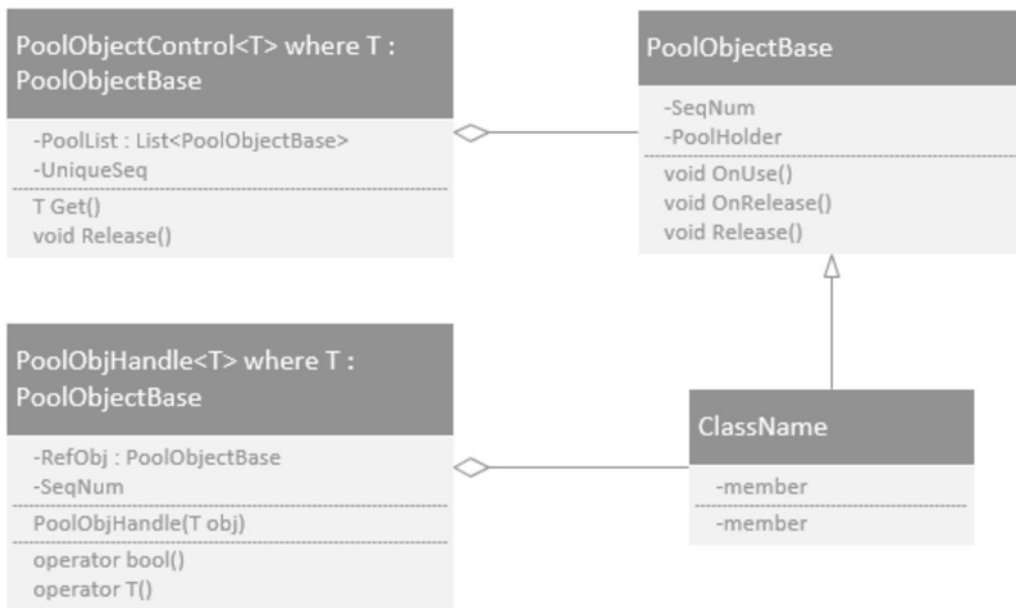 PoolObjectControl<T> where T :
PoolObjectBase
-PoolList : List<PoolObjectBase>
-UniqueSeq
T Get()
void Release()
PoolObjectBase
-SeqNum
-PoolHolder
void OnUse()
void OnRelease()
void Release()
PoolObjHandle<T> where T :
PoolObjectBase
-RefObj : PoolObjectBase
-SeqNum
PoolObjHandle(T obj)
operator bool()
operator T()
ClassName
-member
-member